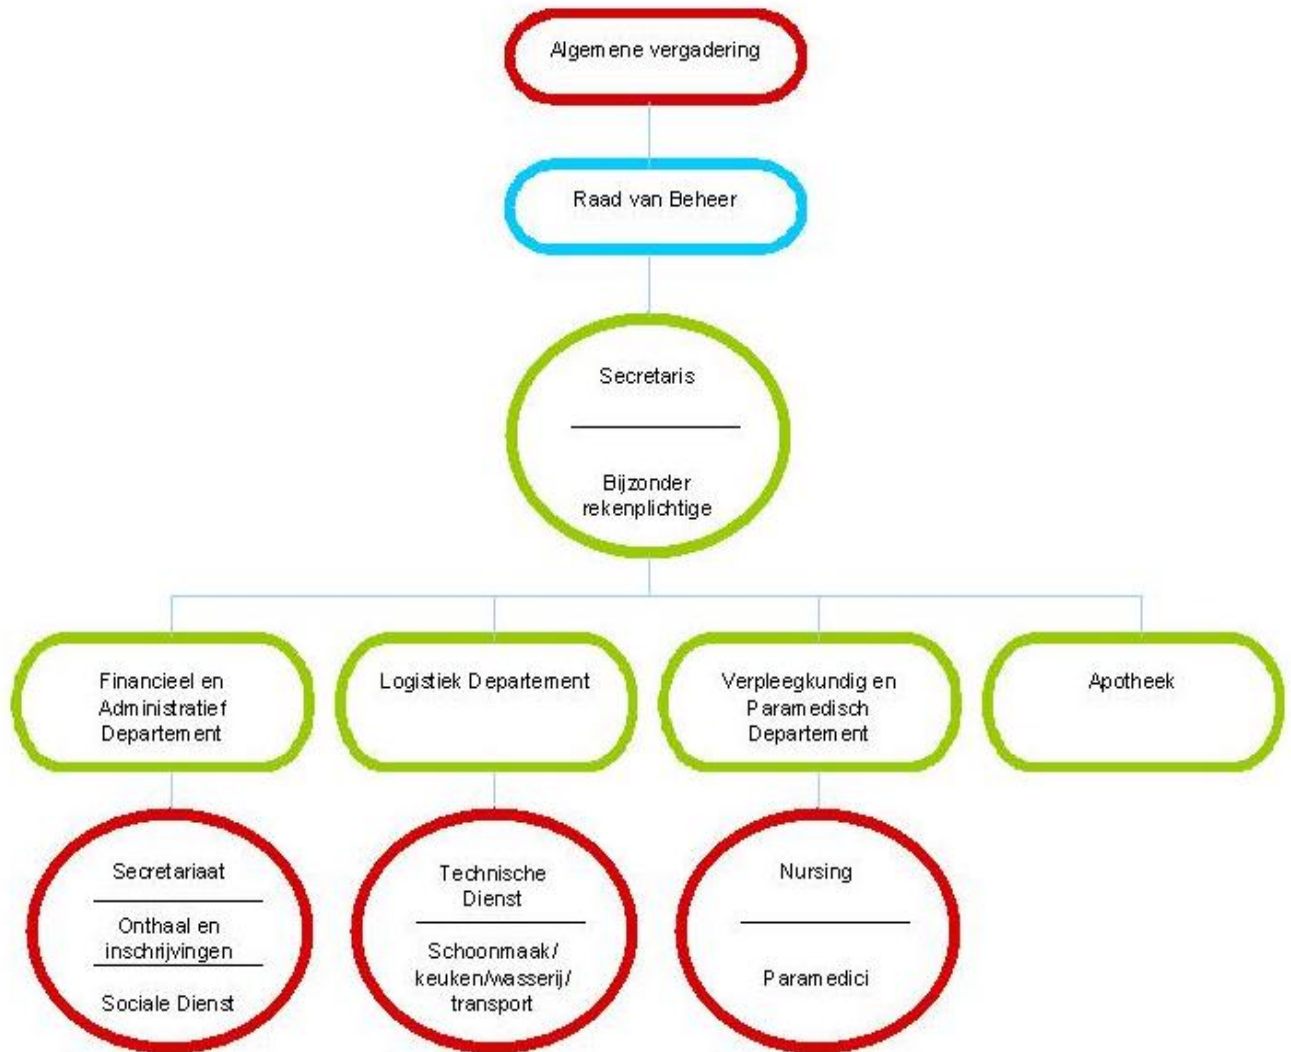 Algemene vergadering
Raad van Beheer
Secretaris
Bijzonder
rekenplichtige
Financieel en
Administratief
Departement
Logistiek Departement
Verpleegkundig en
Paramedisch
Departement
Apotheek
Secretariaat
Onthaal en
inschrijvingen
Sociale Dienst
Technische
Dienst
Schoonmaak/
keuken/wasserij/
transport
Nursing
Paramedici